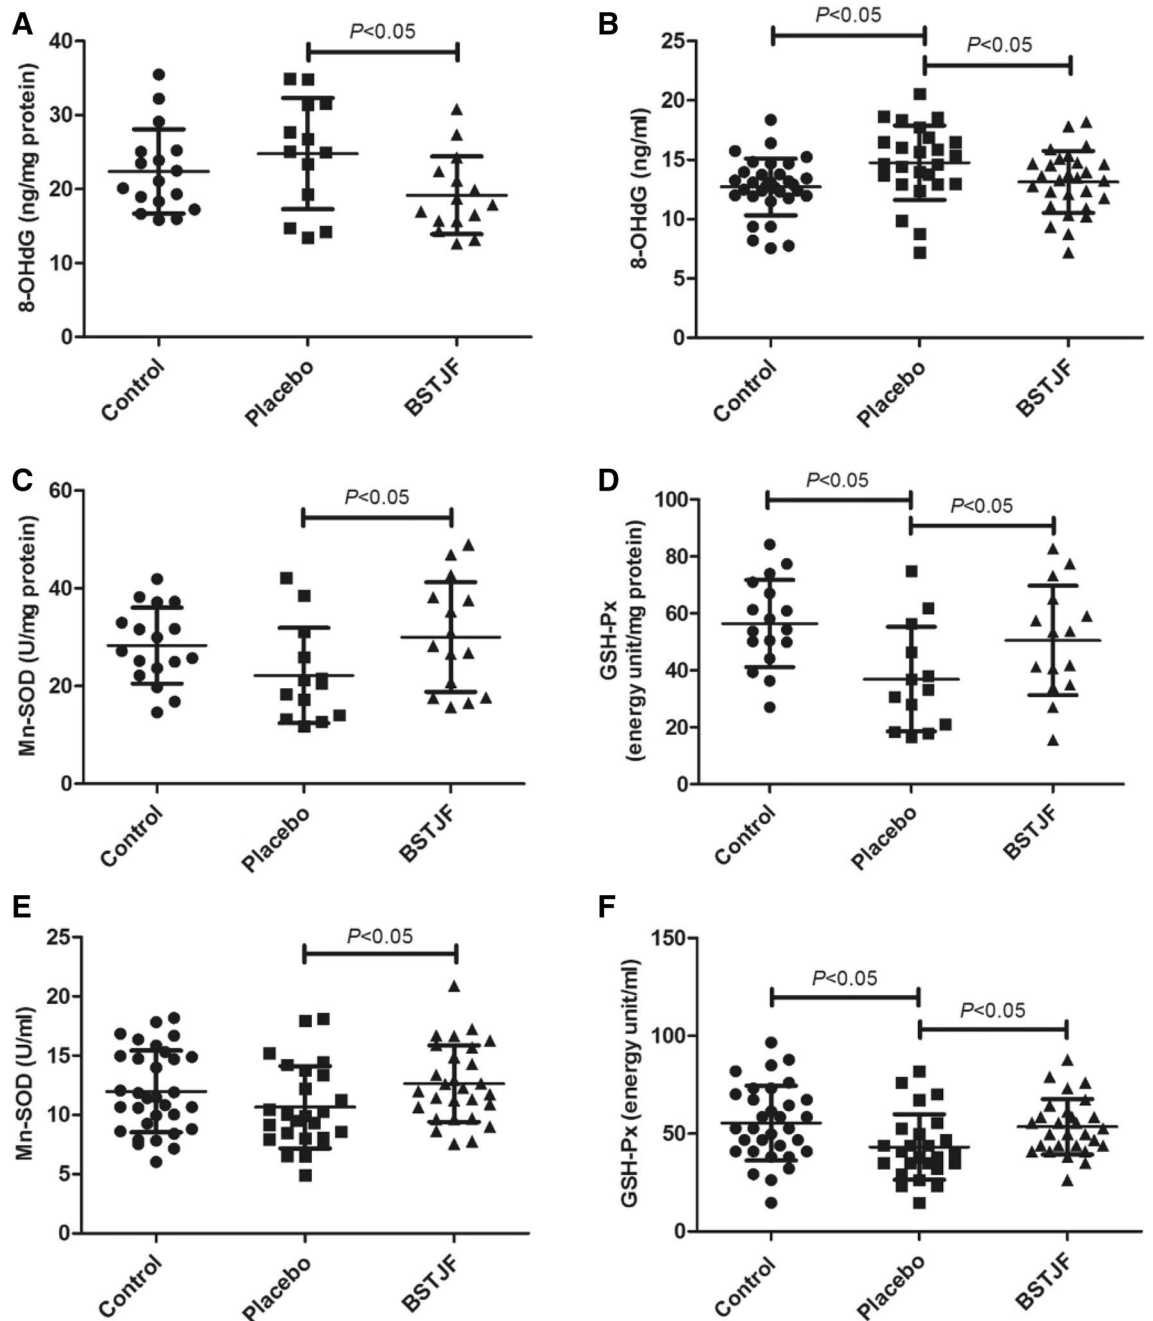 A
P<0.05
8-OHdG (ng/mg protein)
40
30
20
10
0
Control
Placebo
BSTJF
B
P<0.05
P<0.05
8-OHdG (ng/ml)
25
20
15
10
5
0
Control
Placebo
BSTJF
C
P<0.05
Mn-SOD (U/mg protein)
60
40
20
0
Control
Placebo
BSTJF
D
P<0.05
P<0.05
GSH-Px
(energy unit/mg protein)
100
80
60
40
20
0
Control
Placebo
BSTJF
E
P<0.05
Mn-SOD (U/ml)
25
20
15
10
5
0
Control
Placebo
BSTJF
F
P<0.05
P<0.05
GSH-Px (energy unit/ml)
150
100
50
0
Control
Placebo
BSTJF